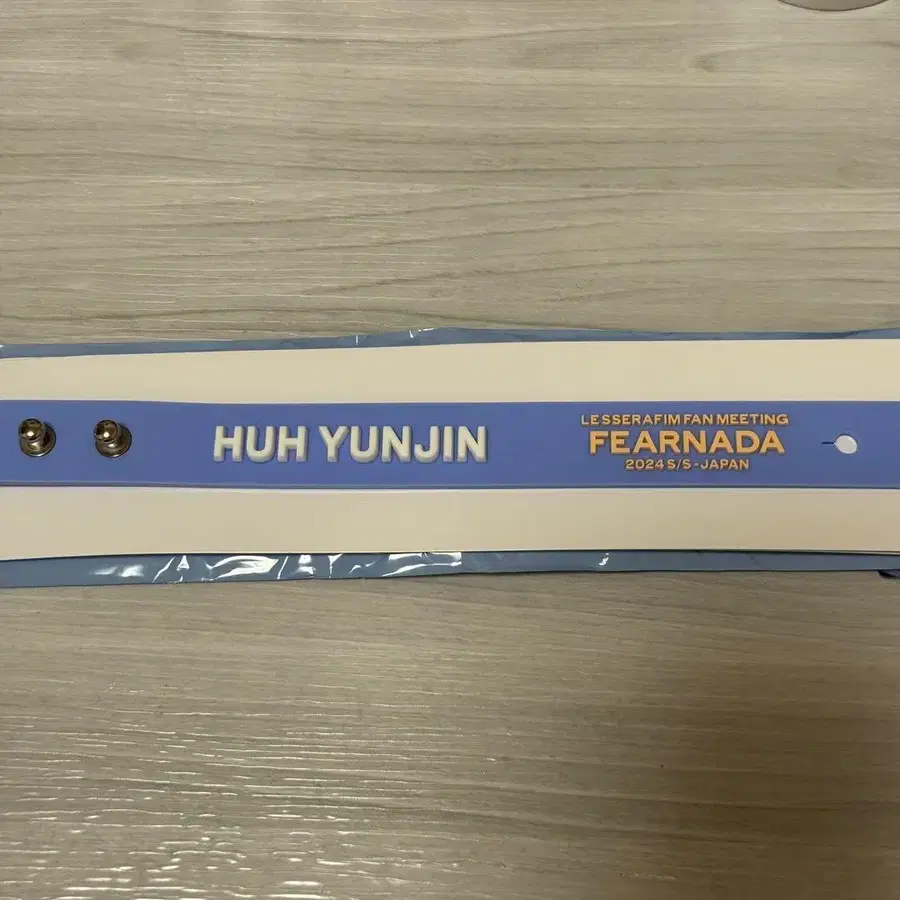 HUH YUNJIN
LE SSERAFIM FAN MEETING
FEARNADA
2024 S/S - JAPAN